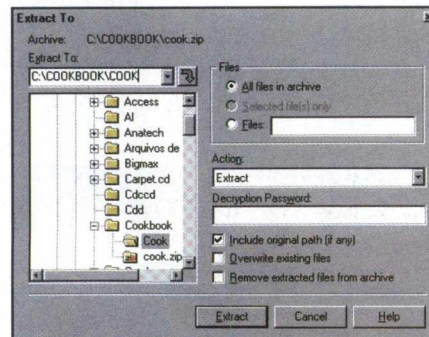 Extract To
Archive: C:\COOKBOOK\cook.zip
Extract To:
C:\COOKBOOK\COOK
Access
AI
Anatech
Arquivos de
Bigmax
Carpet.cd
Cdccd
Cdd
Cookbook
Cook
cook.zip
Files
All files in archive
Selected file(s) only
Files:
Action:
Extract
Decryption Password:
Include original path (if any)
Overwrite existing files
Remove extracted files from archive
Extract
Cancel
Help